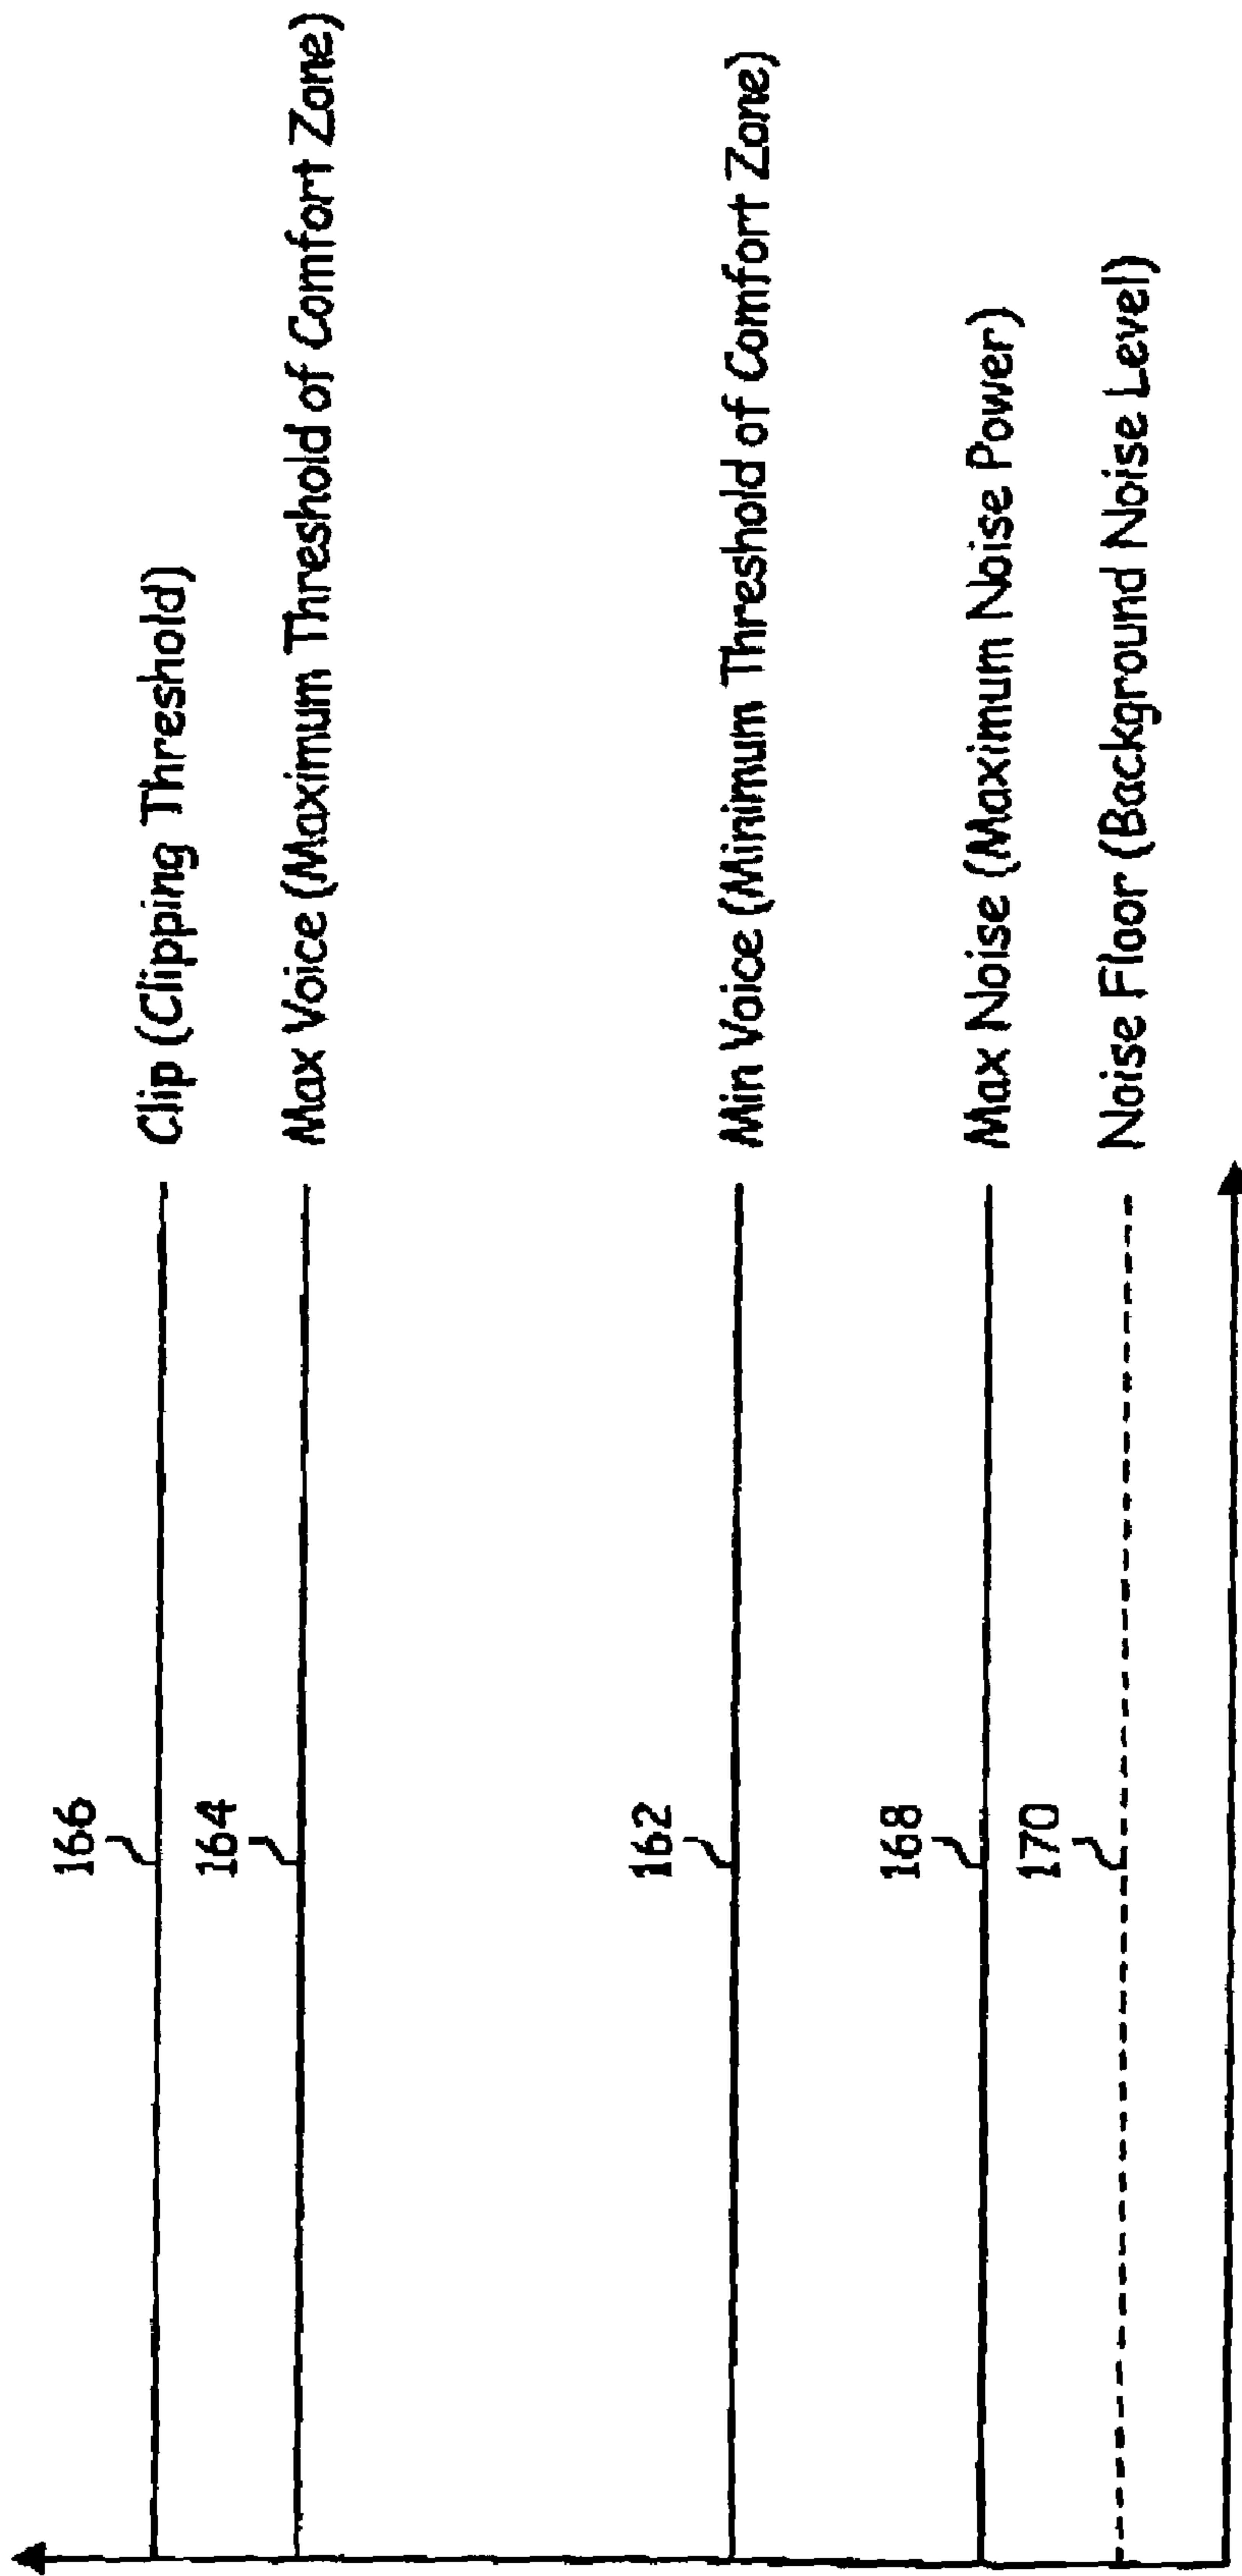 166
Clip (Clipping Threshold)
164
Max Voice (Maximum Threshold of Comfort Zone)
162
Min Voice (Minimum Threshold of Comfort Zone)
168
Max Noise (Maximum Noise Power)
170
Noise Floor (Background Noise Level)